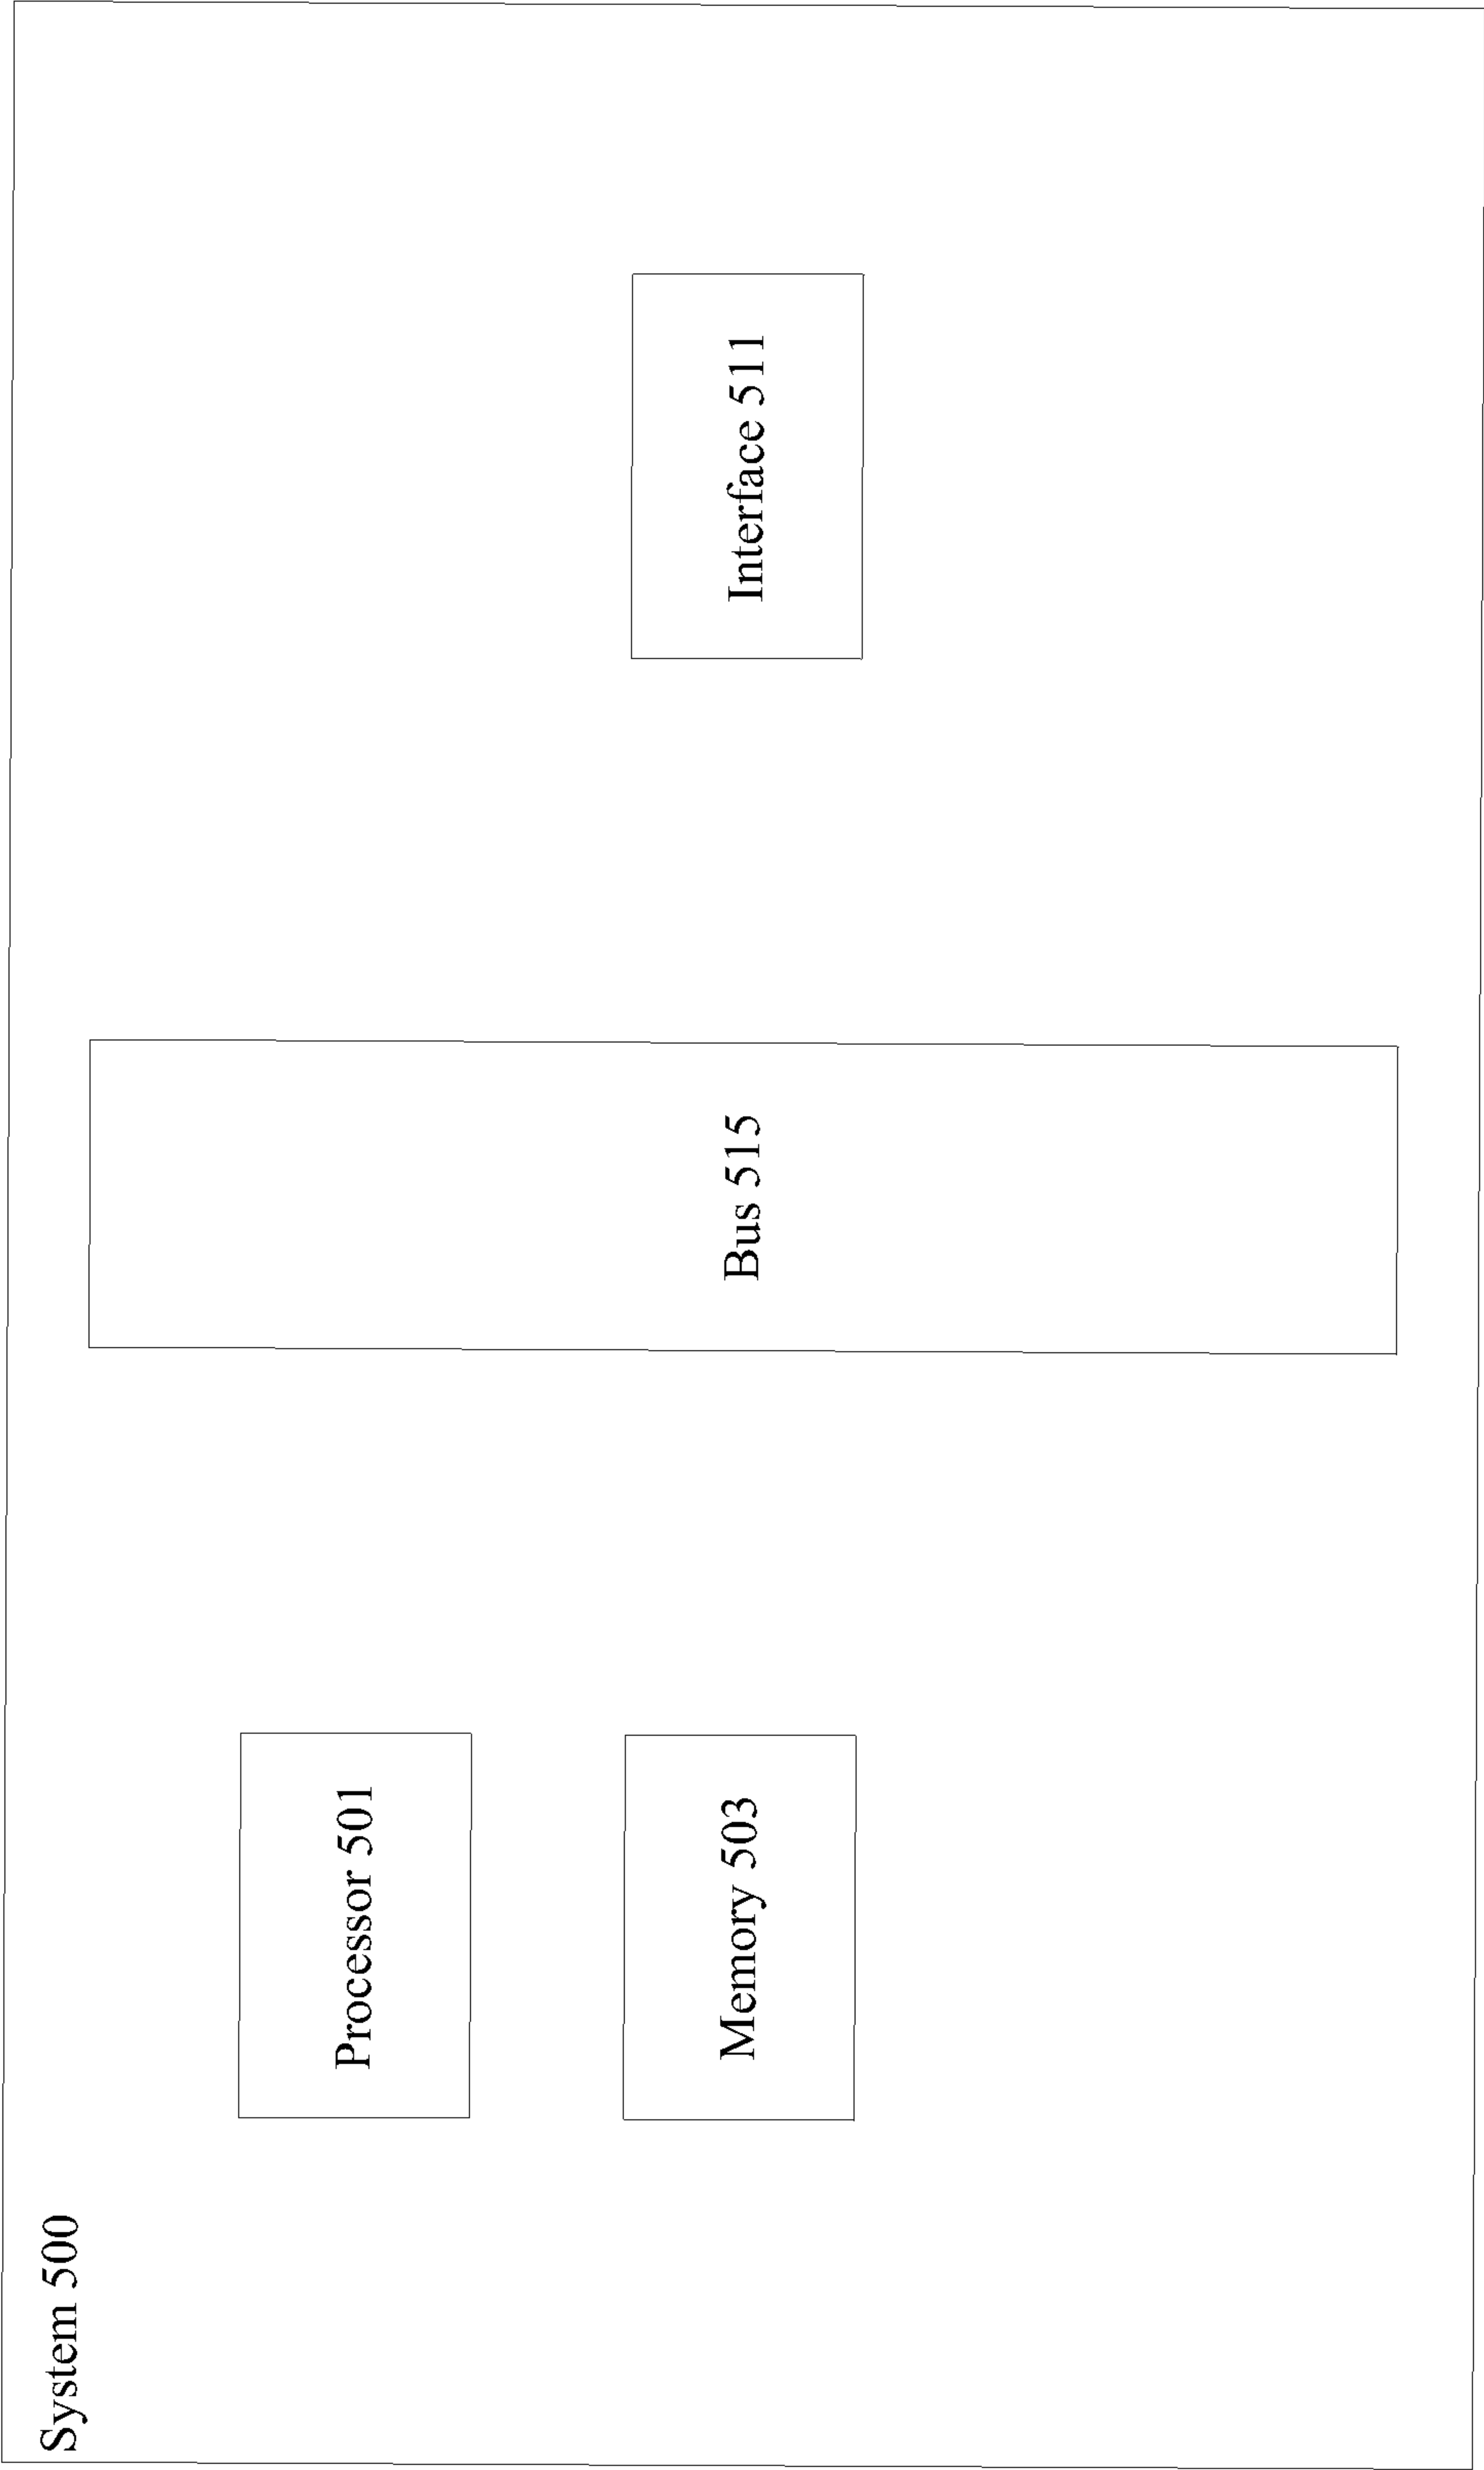 System 500
Processor 501
Memory 503
Bus 515
Interface 511